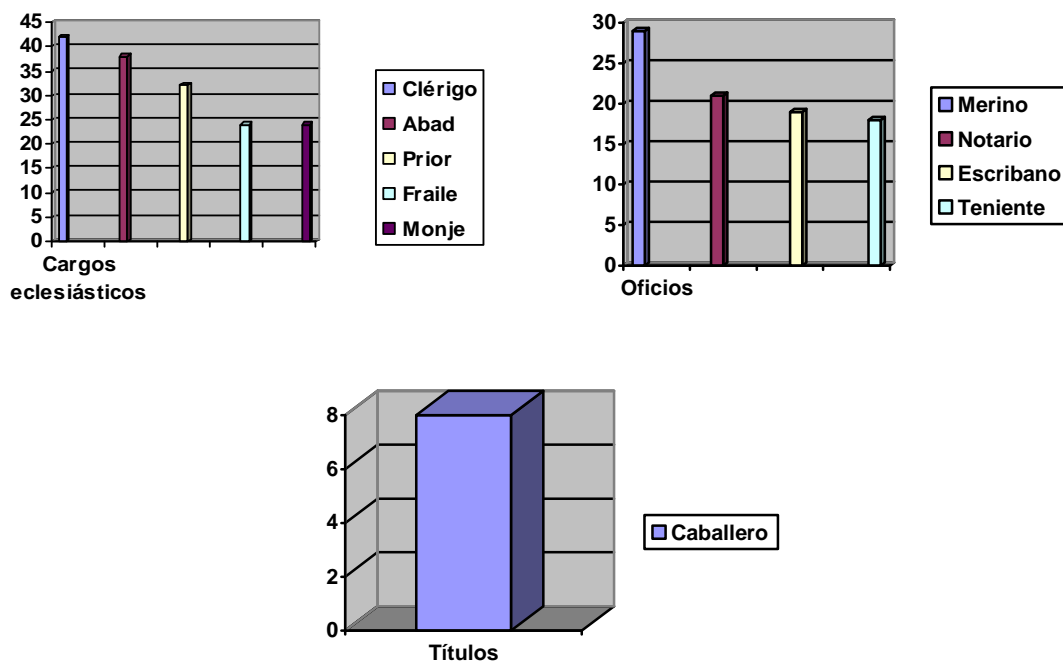 45
40
35
30
25
20
15
10
5
0
Cargos
eclesiásticos
Clérigo
Abad
Prior
Fraile
Monje
30
25
20
15
10
5
0
Oficios
Merino
Notario
Escribano
Teniente
8
6
4
2
0
Títulos
Caballero